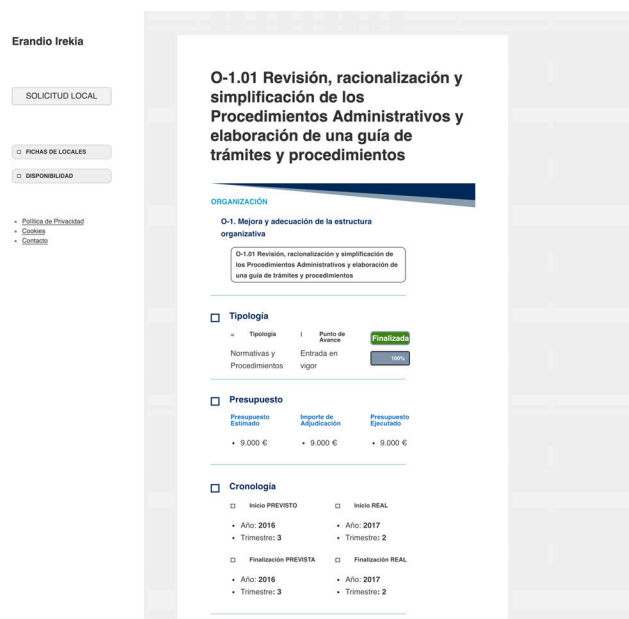 Erandio Irekia
SOLICITUD LOCAL
FICHAS DE LOCALES
DISPONIBILIDAD
Política de Privacidad
Cookies
Contacto
O-1.01 Revisión, racionalización y
simplificación de los
Procedimientos Administrativos y
elaboración de una guía de
trámites y procedimientos
ORGANIZACIÓN
O-1. Mejora y adecuación de la estructura
organizativa
O-1.01 Revisión, racionalización y simplificación de
los Procedimientos Administrativos y elaboración de
una guía de trámites y procedimientos
Tipología
Tipología
Punto de
Avance
Finalizada
Normativas y
Procedimientos
Entrada en
vigor
100%
Presupuesto
Presupuesto
Estimado
Importe de
Adjudicación
Presupuesto
Ejecutado
• 9.000 €
• 9.000 €
• 9.000 €
Cronología
Inicio PREVISTO
Inicio REAL
• Año: 2016
• Trimestre: 3
• Año: 2017
• Trimestre: 2
Finalización PREVISTA
Finalización REAL
• Año: 2016
• Trimestre: 3
• Año: 2017
• Trimestre: 2